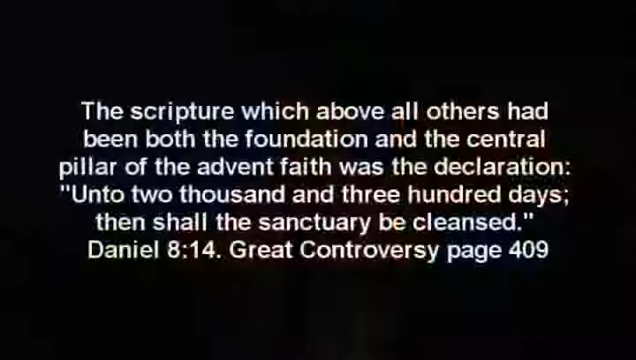 The scripture which above all others had
been both the foundation and the central
pillar of the advent faith was the declaration:
"Unto two thousand and three hundred days;
then shall the sanctuary be cleansed."
Daniel 8:14. Great Controversy page 409